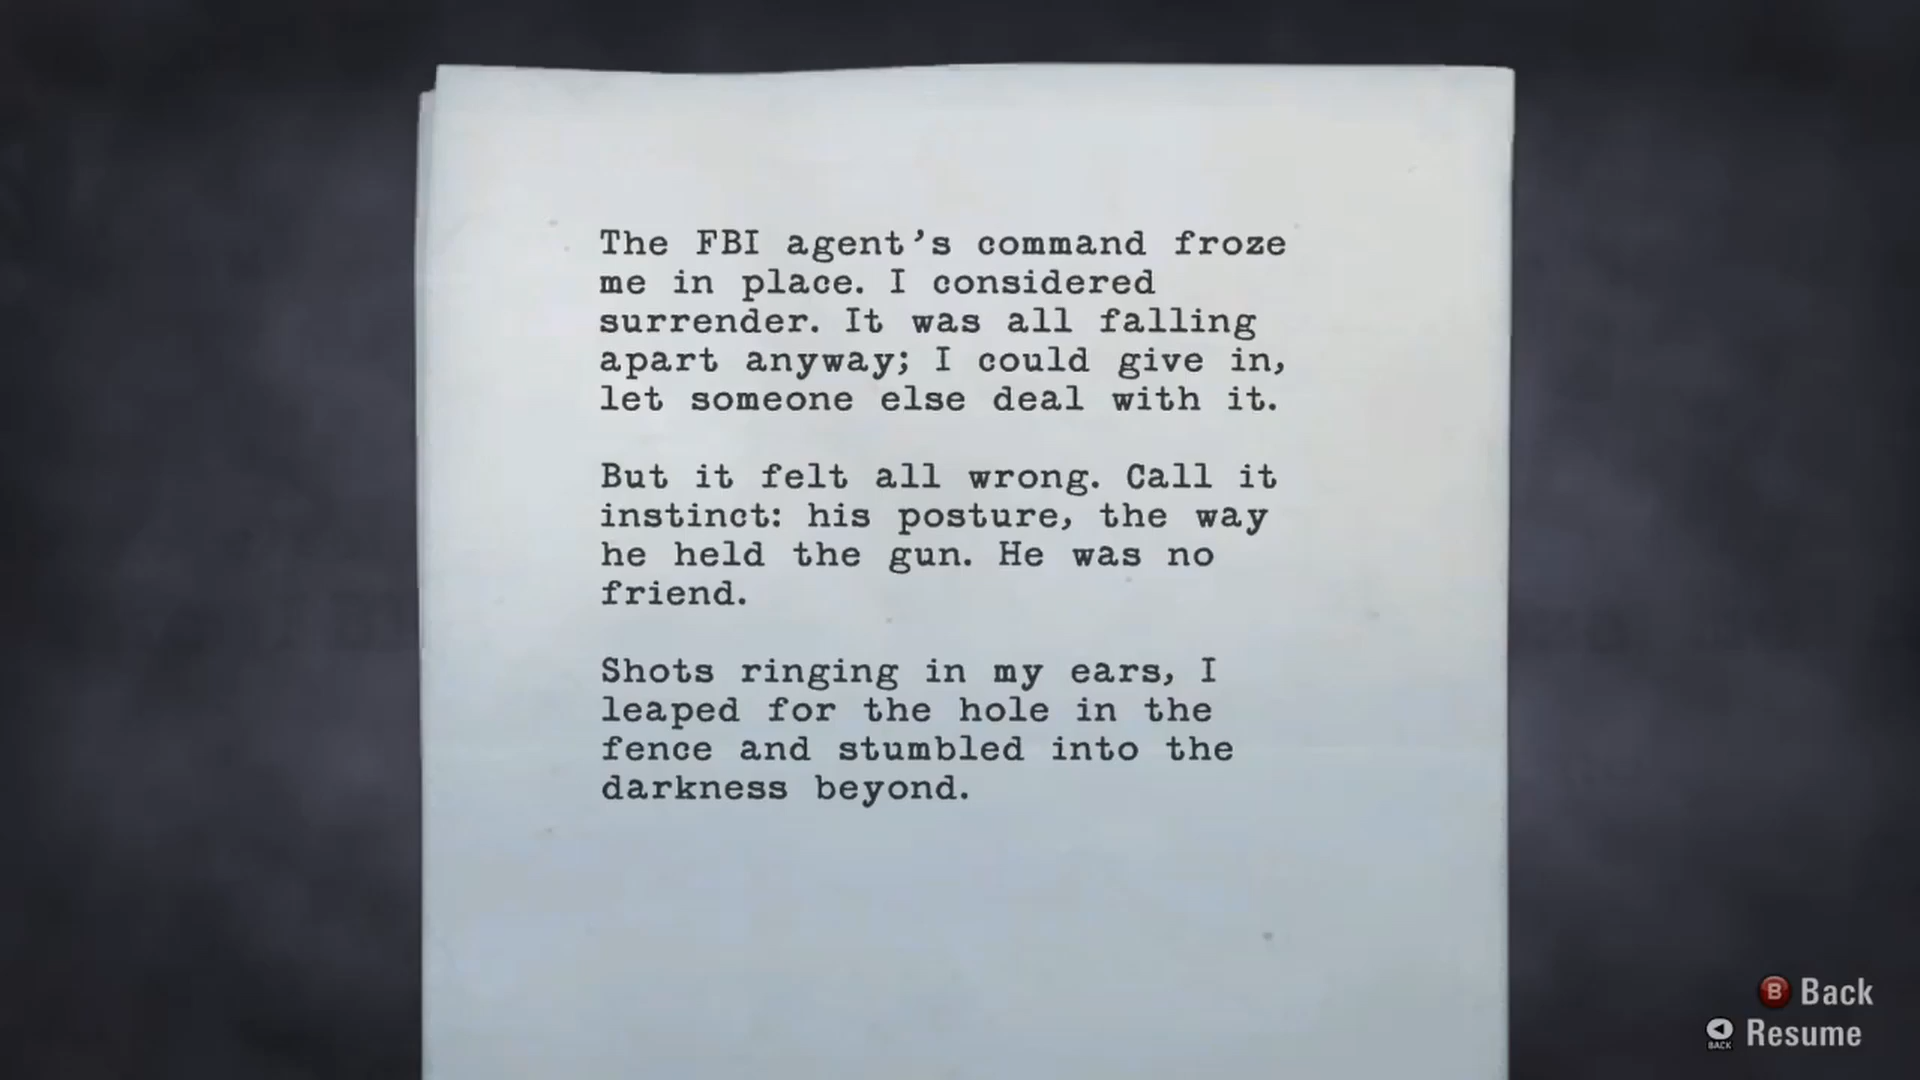 The FBI agent’s command froze
me in place. I considered
surrender. It was all falling
apart anyway; I could give in,
let someone else deal with it.
But it felt all wrong. Call it
instinct: his posture, the way
he held the gun. He was no
friend.
Shots ringing in my ears, I
leaped for the hole in the
fence and stumbled into the
darkness beyond.
B Back
BACK Resume